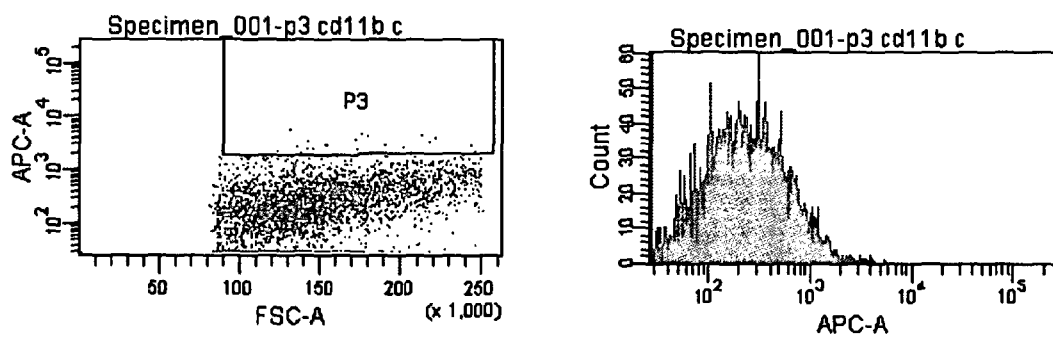 Specimen_001-p3 cd11b c
10^5
10^4
10^3
10^2
APC-A
P3
50 100 150 200 250
FSC-A
(x 1,000)
Specimen_001-p3 cd11b c
60
50
40
30
20
10
0
Count
10^2 10^3 10^4 10^5
APC-A